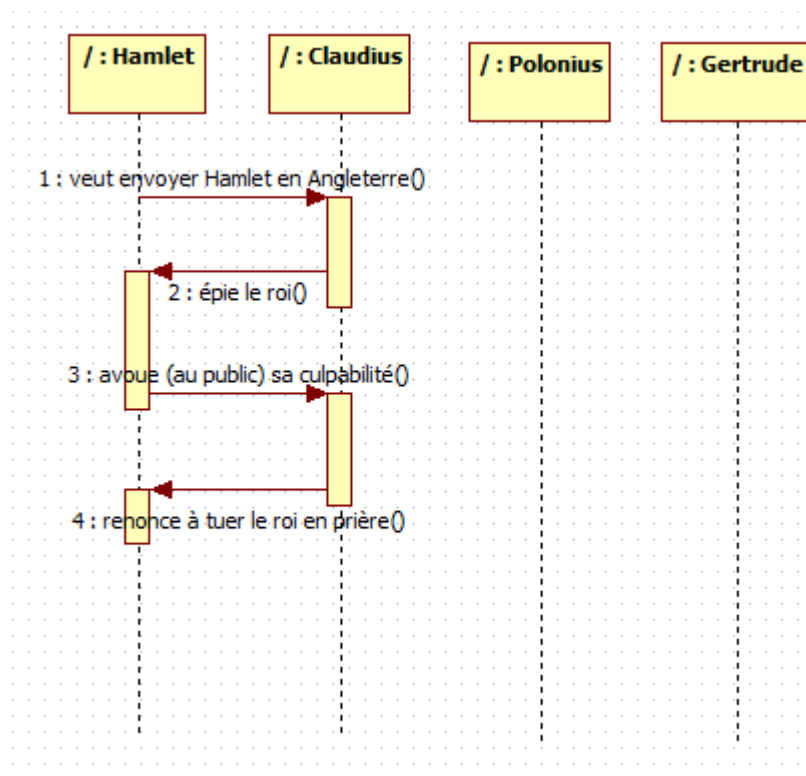 / : Hamlet
/ : Claudius
/ : Polonius
/ : Gertrude
1 : veut envoyer Hamlet en Angleterre()
2 : épie le roi()
3 : avoue (au public) sa culpabilité()
4 : renonce à tuer le roi en prière()